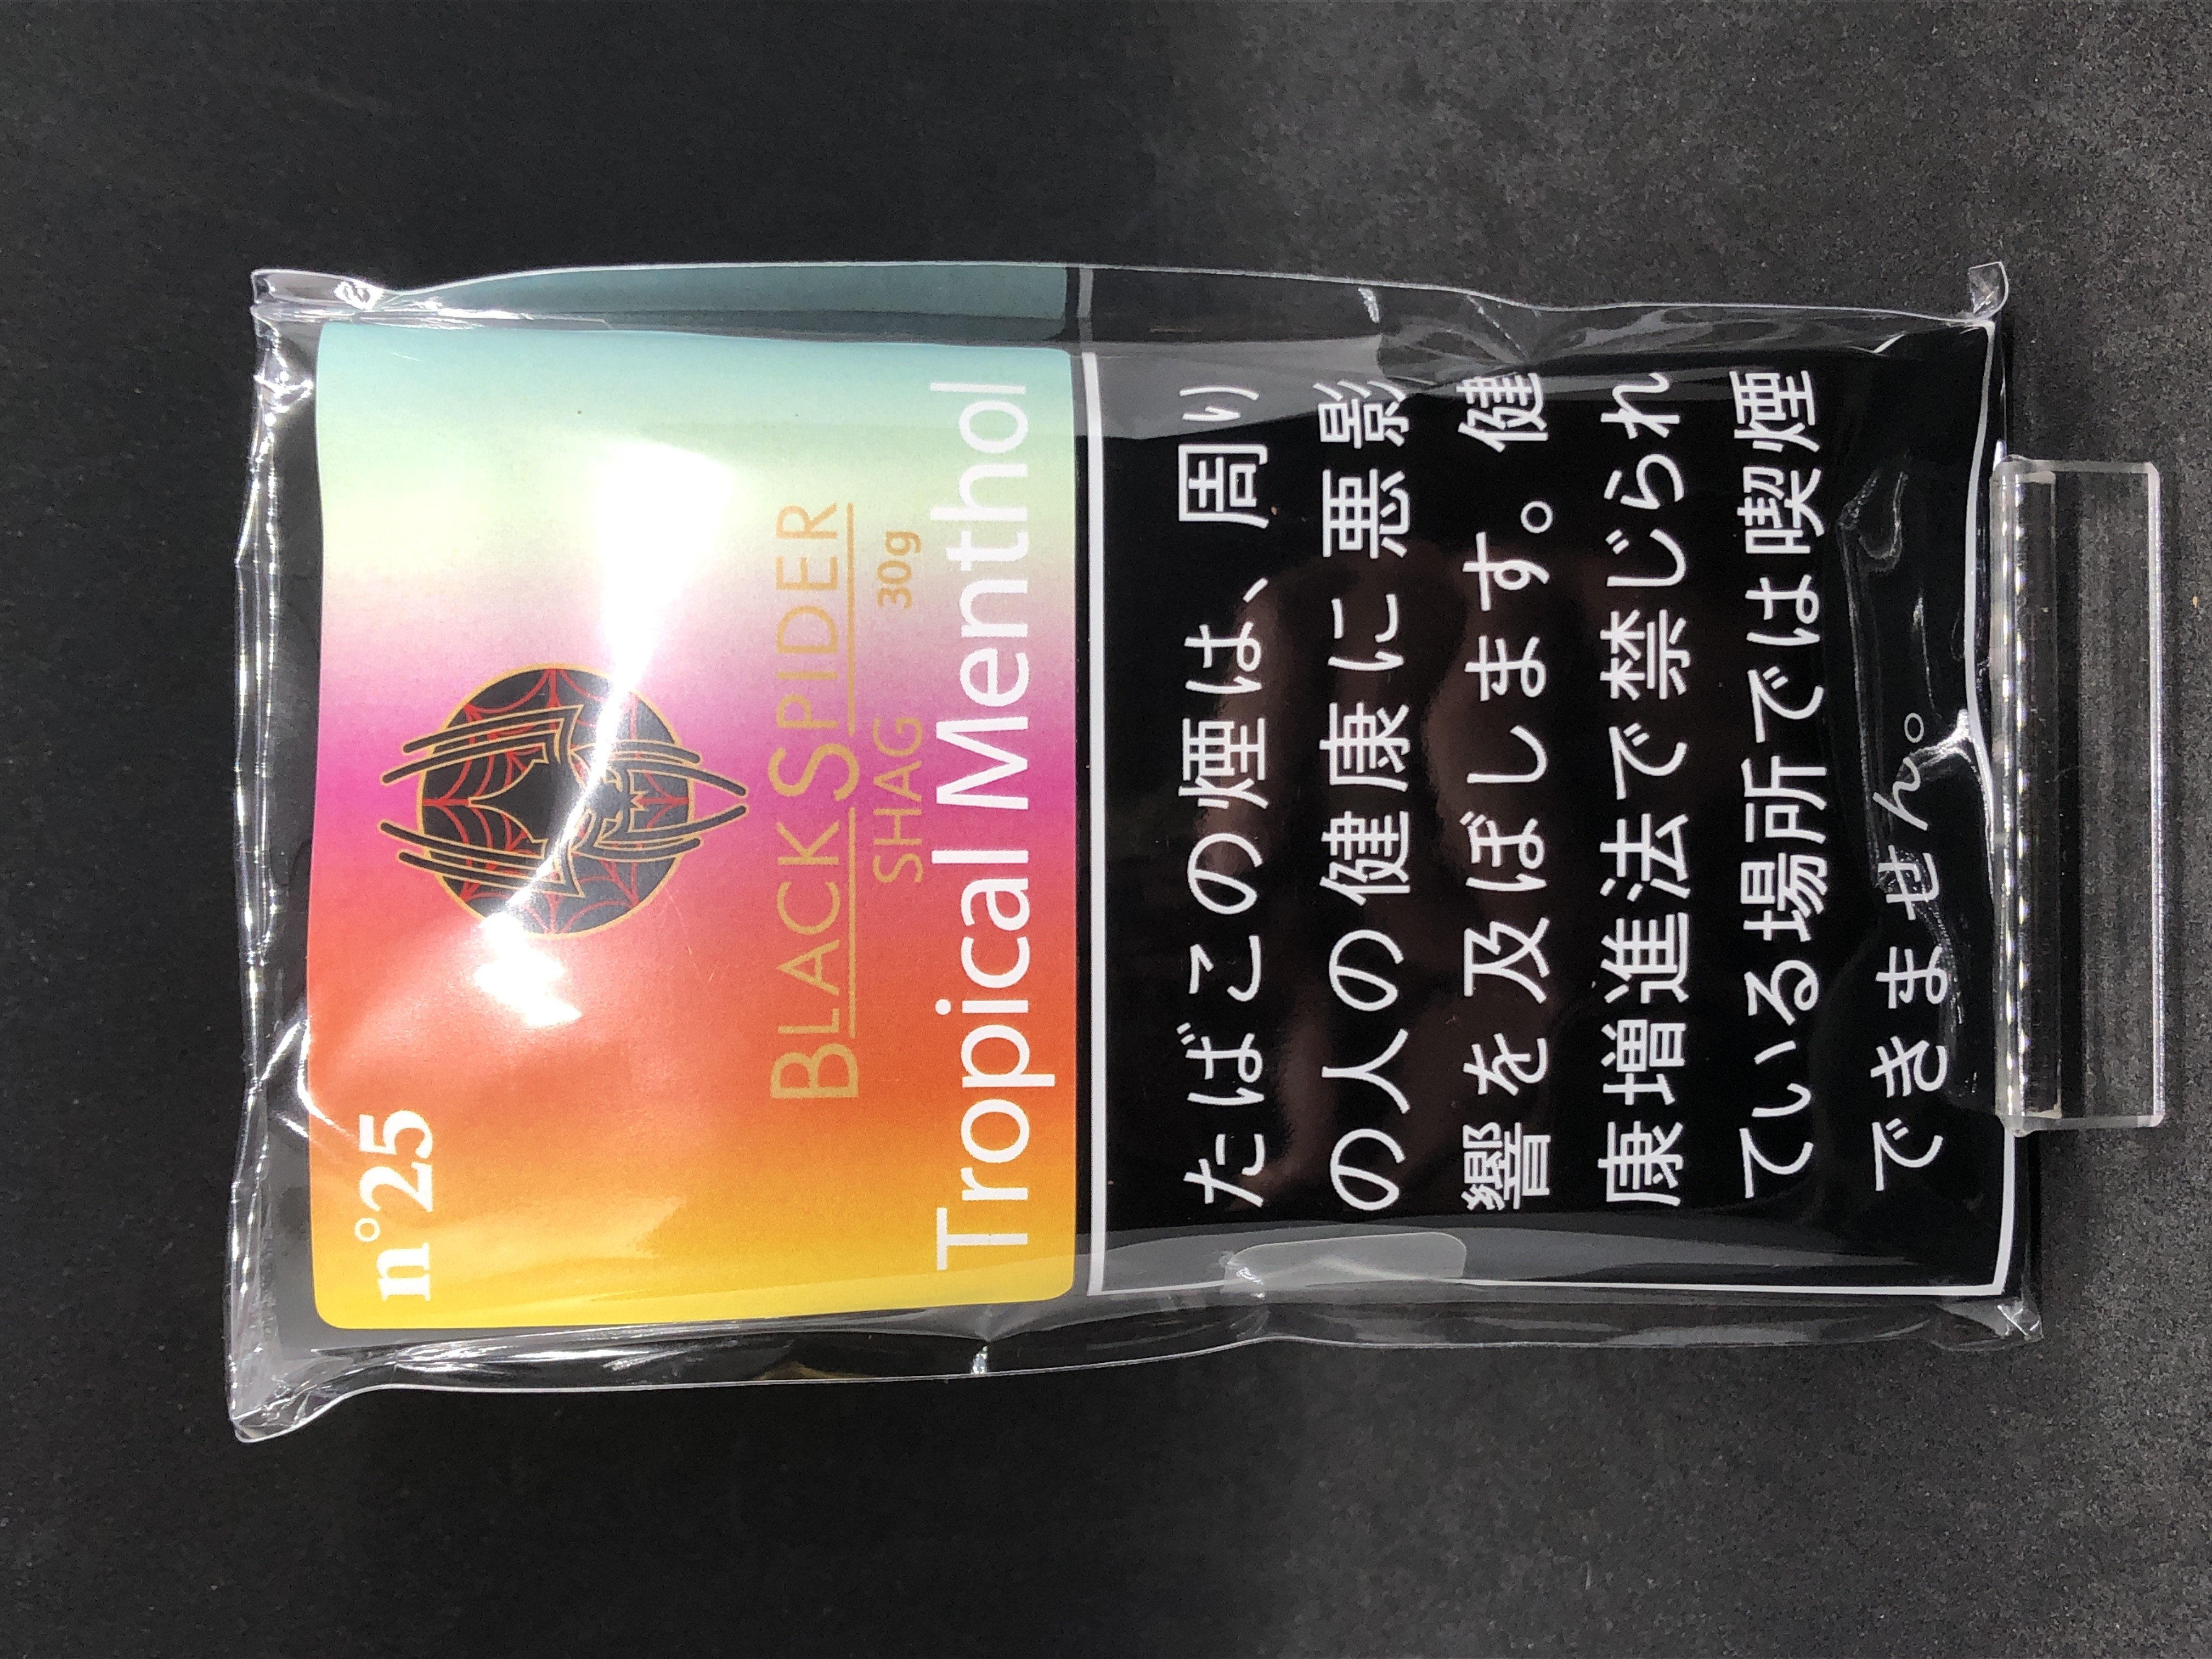 n°25
BLACK SPIDER
SHAG 30g
Tropical Menthol
たばこの煙は、周り
の人の健康に悪影
響を及ぼします。健
康増進法で禁じられ
ている場所では喫煙
できません。